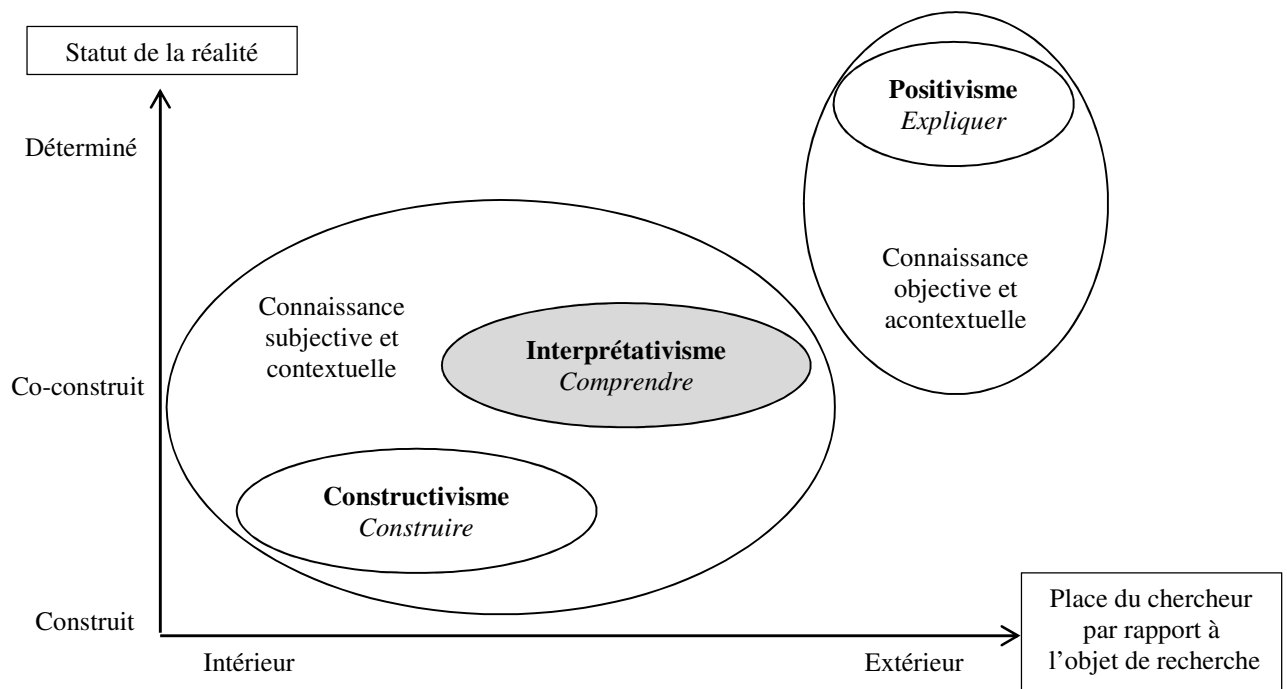 Statut de la réalité
Positivisme
Expliquer
Déterminé
Connaissance
objective et
acontextuelle
Connaissance
subjective et
contextuelle
Interprétativisme
Comprendre
Co-construit
Constructivisme
Construire
Construit
Intérieur
Extérieur
Place du chercheur
par rapport à
l’objet de recherche